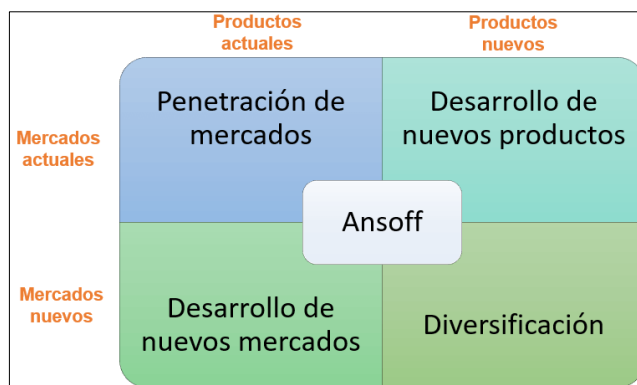 Productos
actuales
Productos
nuevos
Mercados
actuales
Penetración de
mercados
Desarrollo de
nuevos productos
Ansoff
Mercados
nuevos
Desarrollo de
nuevos mercados
Diversificación